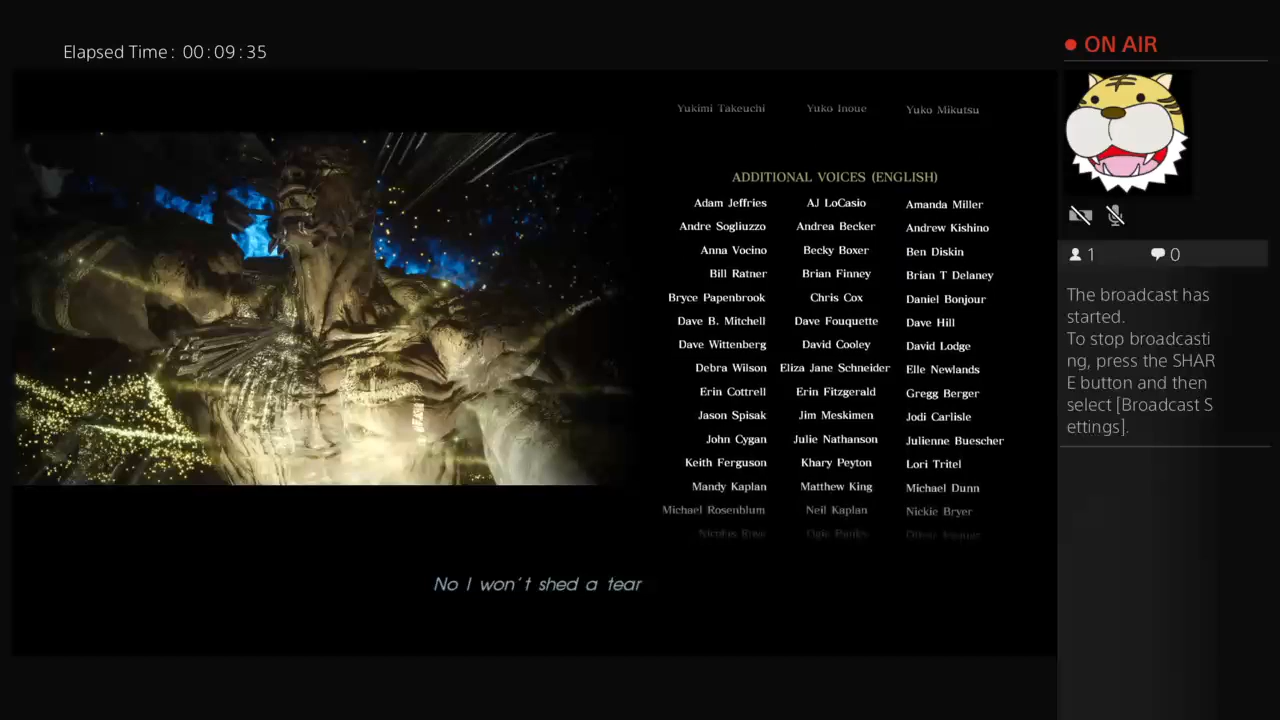 Elapsed Time: 00:09:35
ON AIR
Yukimi Takeuchi Yuko Inoue Yuko Mikutsu
ADDITIONAL VOICES (ENGLISH)
Adam Jeffries AJ LoCasio Amanda Miller
Andre Sogliuzzo Andrea Becker Andrew Kishino
Anna Vocino Becky Boxer Ben Diskin
Bill Ratner Brian Finney Brian T Delaney
Bryce Papenbrook Chris Cox Daniel Bonjour
Dave B. Mitchell Dave Fouquette Dave Hill
Dave Wittenberg David Cooley David Lodge
Debra Wilson Eliza Jane Schneider Elle Newlands
Erin Cottrell Erin Fitzgerald Gregg Berger
Jason Spisak Jim Meskimen Jodi Carlisle
John Cygan Julie Nathanson Julienne Buescher
Keith Ferguson Khary Peyton Lori Tritel
Mandy Kaplan Matthew King Michael Dunn
Michael Rosenblum Neil Kaplan Nickie Bryer
No I won't shed a tear
1 0
The broadcast has
started.
To stop broadcasti
ng, press the SHAR
E button and then
select [Broadcast S
ettings].